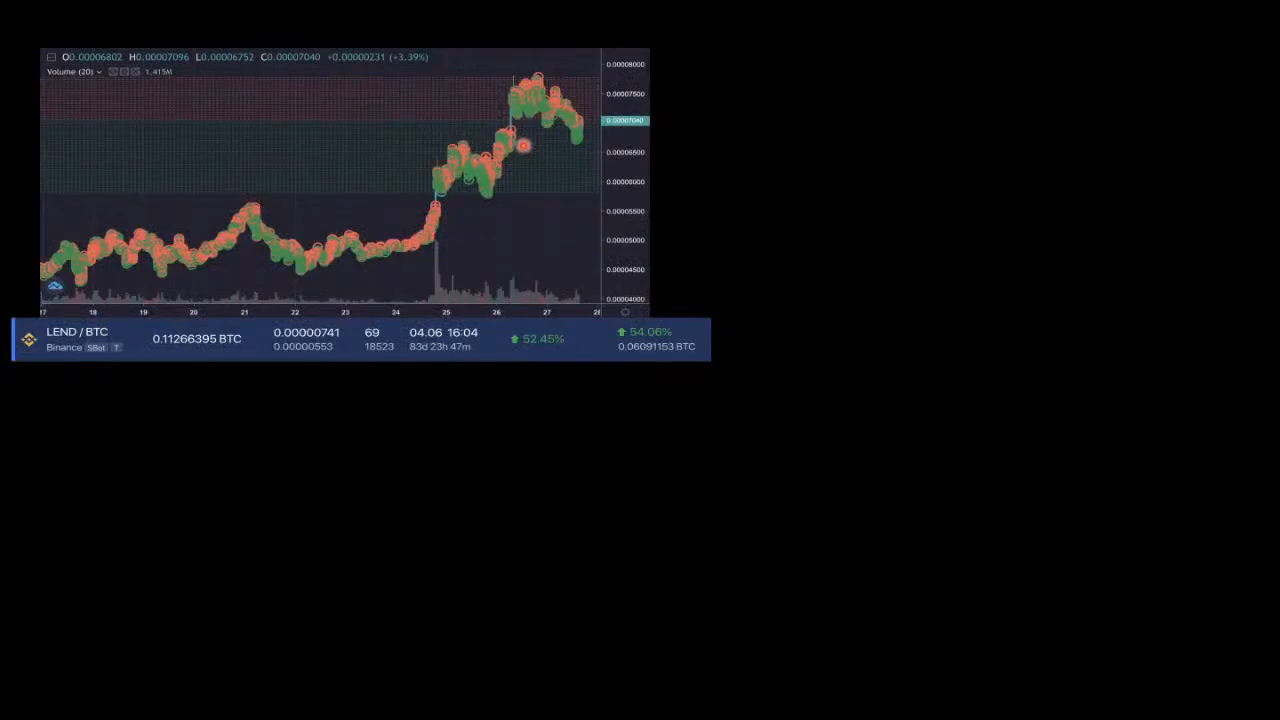 O0.00006802 H0.00007096 L0.00006752 C0.00007040 +0.00000231 (+3.39%)
Volume (20) 1.415M
0.00008000
0.00007500
0.00007040
0.00006500
0.00006000
0.00005500
0.00005000
0.00004500
0.00004000
17 18 19 20 21 22 23 24 25 26 27 28
LEND / BTC 0.11266395 BTC 0.00000741 69 04.06 16:04 52.45% 54.06%
Binance SBot T 0.00000553 18523 83d 23h 47m 0.06091153 BTC